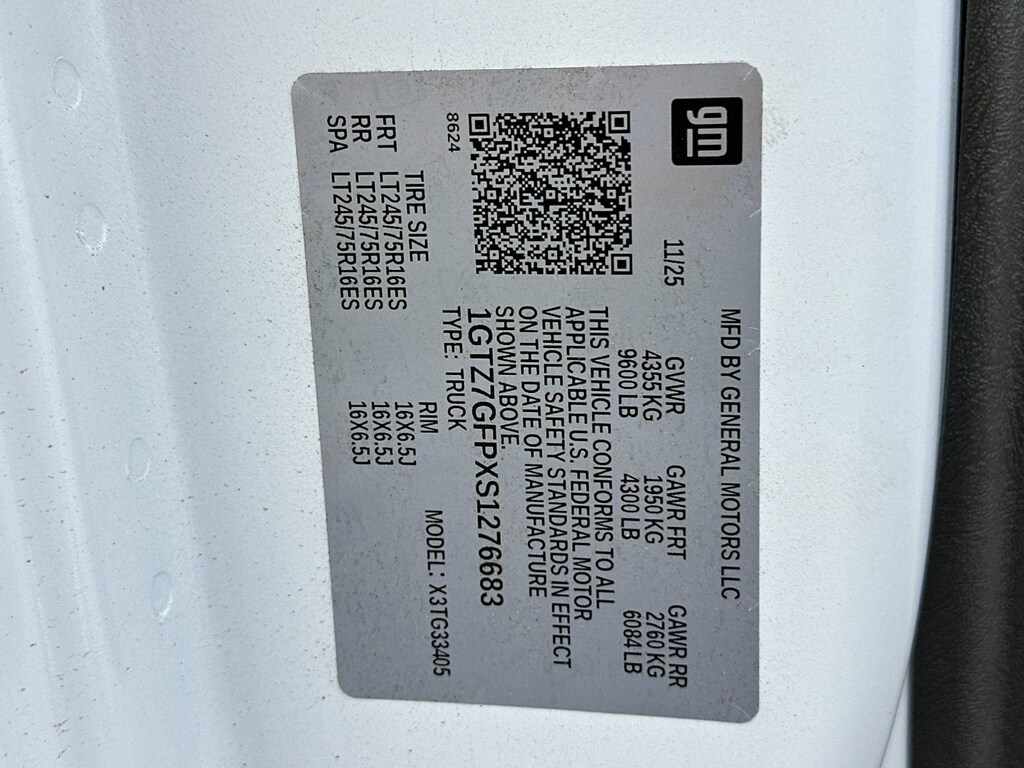 gm
MFD BY GENERAL MOTORS LLC
11/25 GVWR GAWR FRT GAWR RR
4355 KG 1950 KG 2760 KG
9600 LB 4300 LB 6084 LB
THIS VEHICLE CONFORMS TO ALL
APPLICABLE U.S. FEDERAL MOTOR
VEHICLE SAFETY STANDARDS IN EFFECT
ON THE DATE OF MANUFACTURE
SHOWN ABOVE.
1GTZ7GFPXS1276683
8624 TYPE: TRUCK MODEL: X3TG33405
TIRE SIZE RIM
FRT LT245/75R16ES 16X6.5J
RR LT245/75R16ES 16X6.5J
SPA LT245/75R16ES 16X6.5J